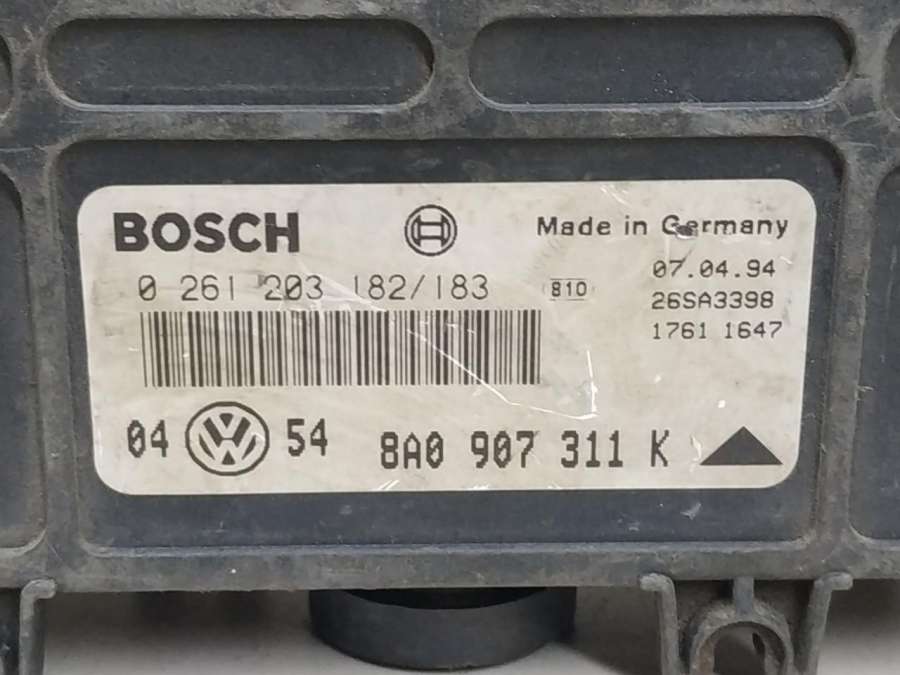 BOSCH Made in Germany
0 261 203 182/183 810 07.04.94
26SA3398
1761 1647
04 54 8A0 907 311 K